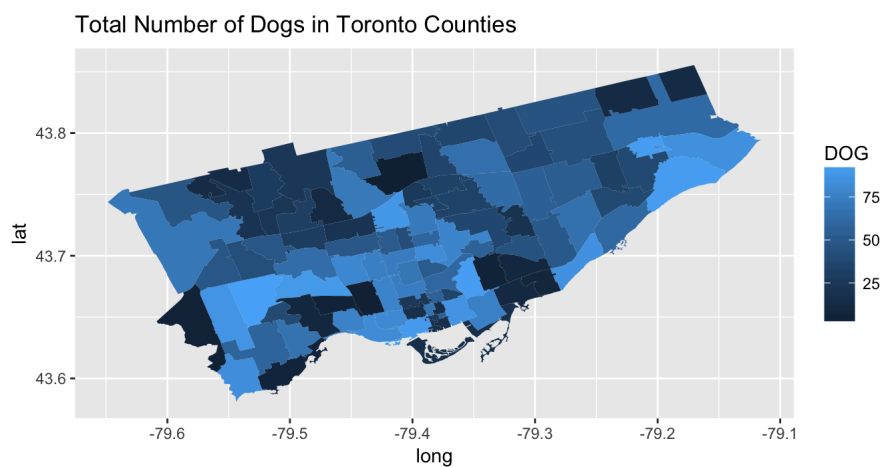 Total Number of Dogs in Toronto Counties
43.8
43.7
43.6
lat
-79.6 -79.5 -79.4 -79.3 -79.2 -79.1
long
DOG
75
50
25